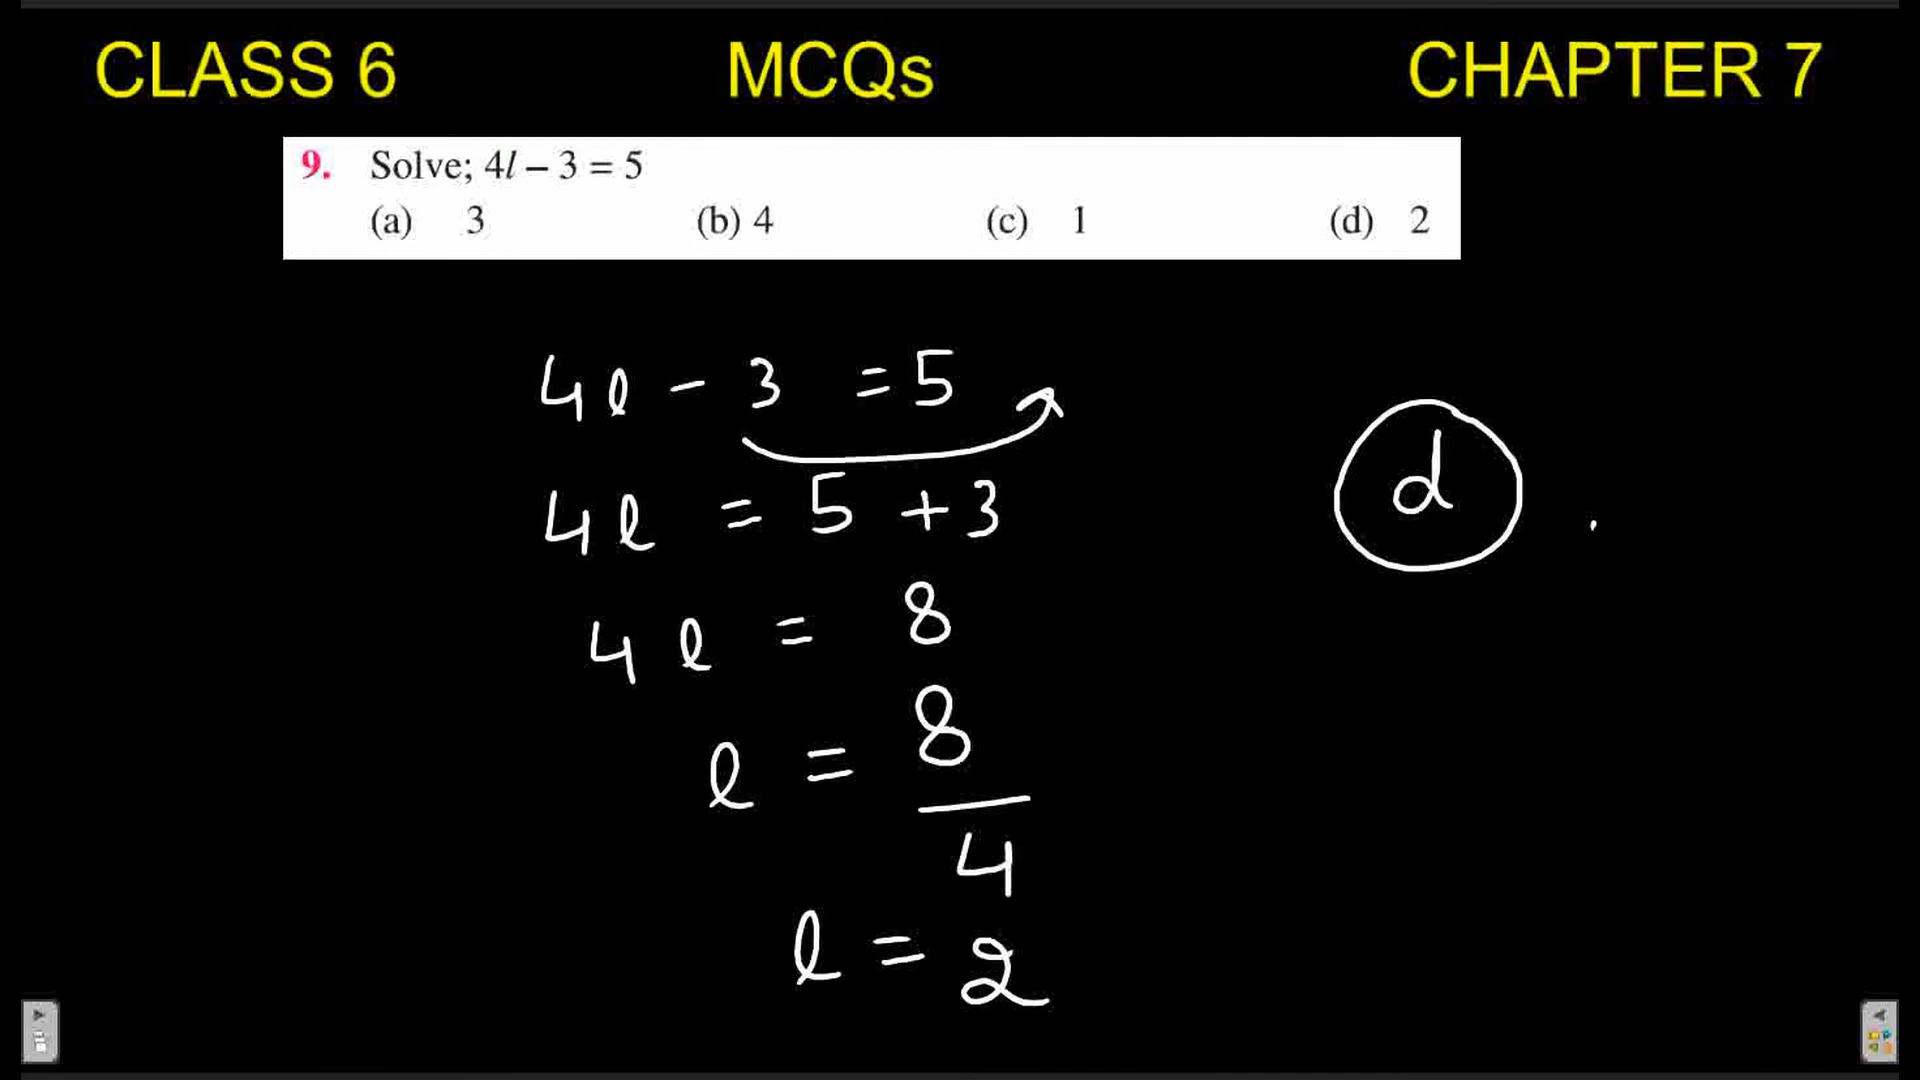 CLASS 6 MCQs CHAPTER 7
9. Solve; 4l – 3 = 5
(a) 3 (b) 4 (c) 1 (d) 2
4l - 3 = 5
4l = 5 + 3
d .
4l = 8
l = 8/4
l = 2